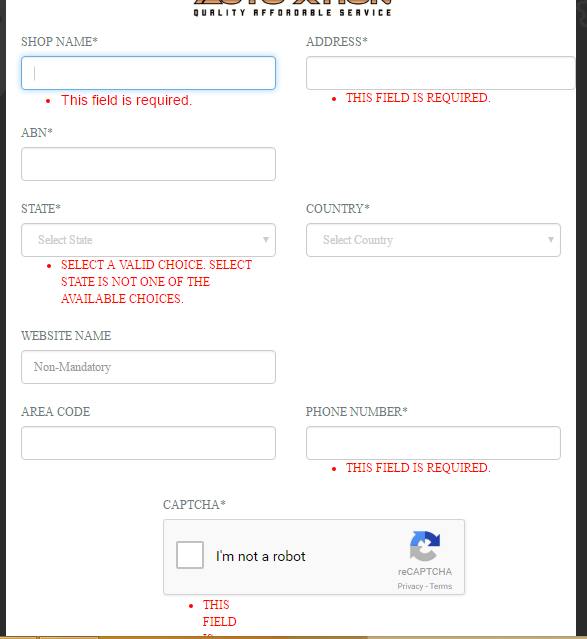 QUALITY AFFORDABLE SERVICE
SHOP NAME*
ADDRESS*
This field is required.
THIS FIELD IS REQUIRED.
ABN*
STATE*
COUNTRY*
Select State
Select Country
SELECT A VALID CHOICE. SELECT
STATE IS NOT ONE OF THE
AVAILABLE CHOICES.
WEBSITE NAME
Non-Mandatory
AREA CODE
PHONE NUMBER*
THIS FIELD IS REQUIRED.
CAPTCHA*
I'm not a robot
reCAPTCHA
Privacy - Terms
THIS
FIELD